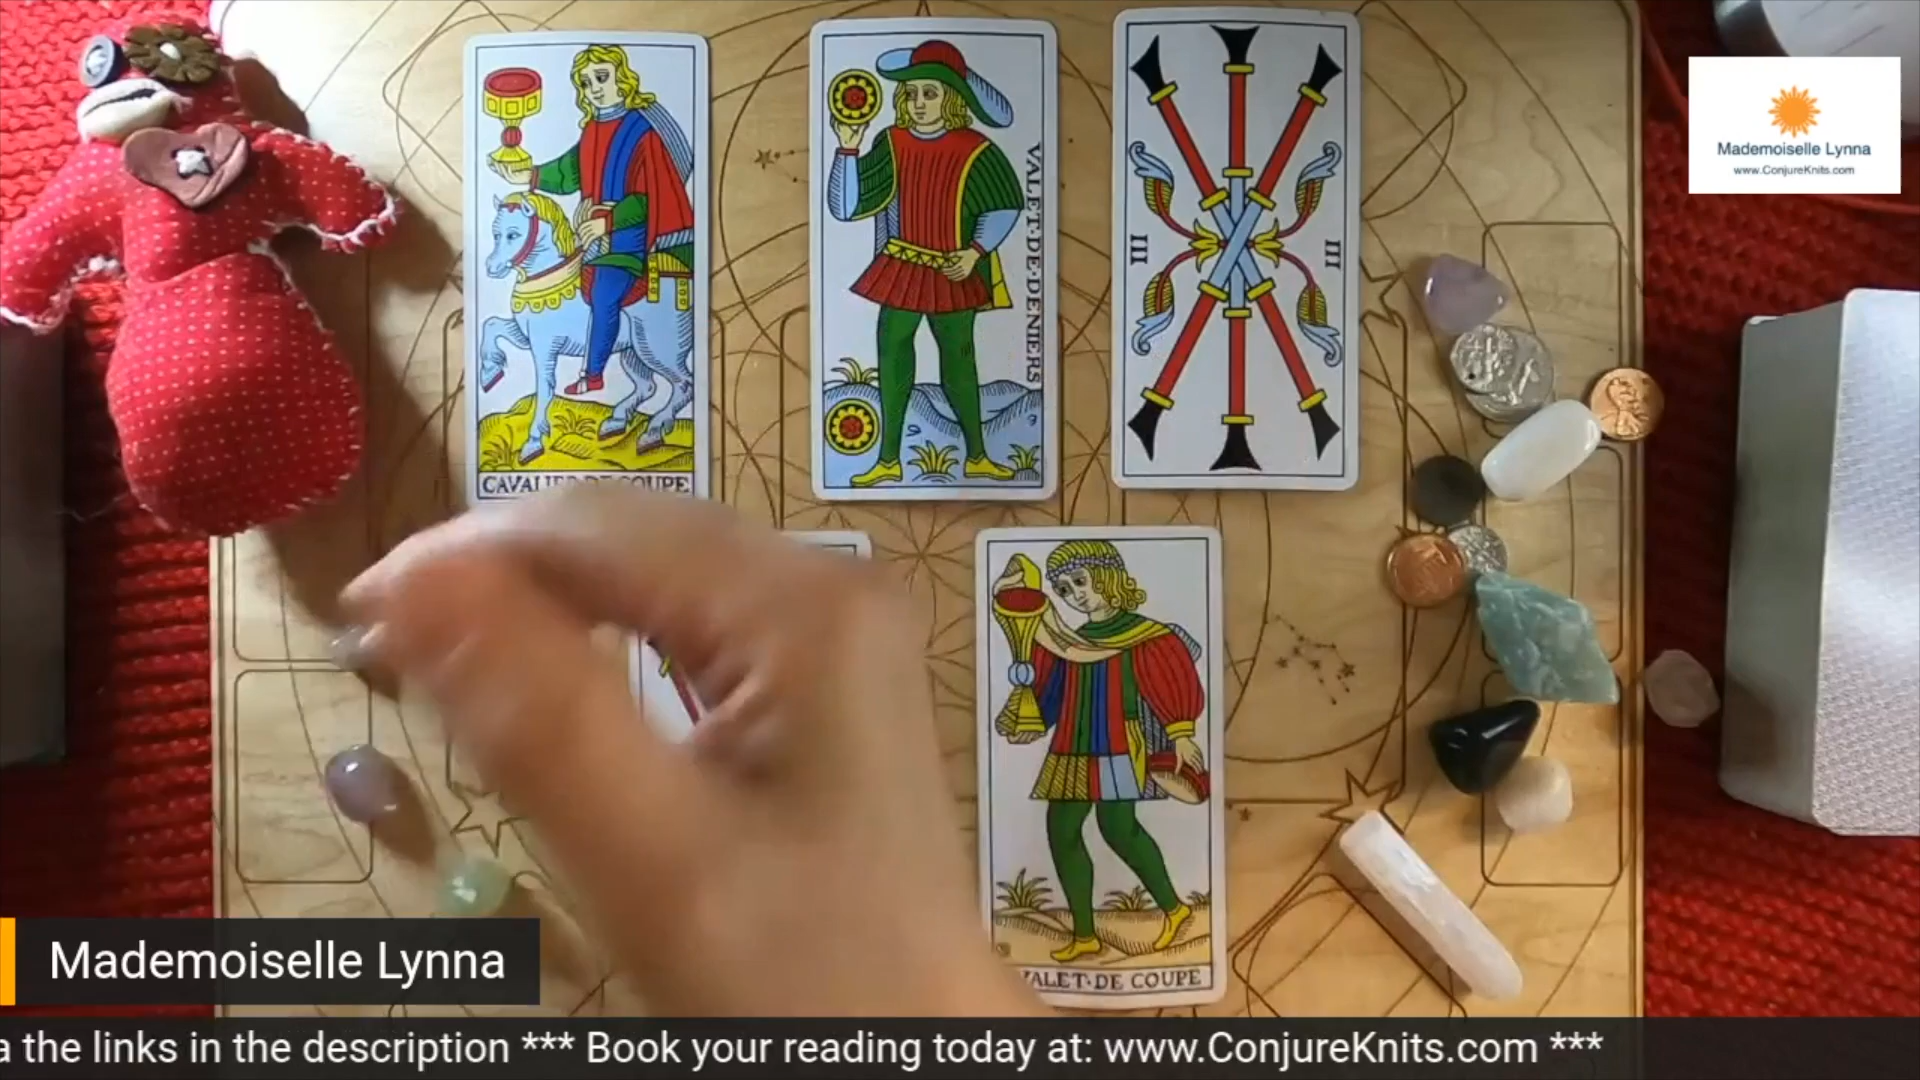 Mademoiselle Lynna
www.ConjureKnits.com
VALET·DE·DENIERS
III
III
CAVALIER DE COUPE
VALET·DE COUPE
Mademoiselle Lynna
a the links in the description *** Book your reading today at: www.ConjureKnits.com ***